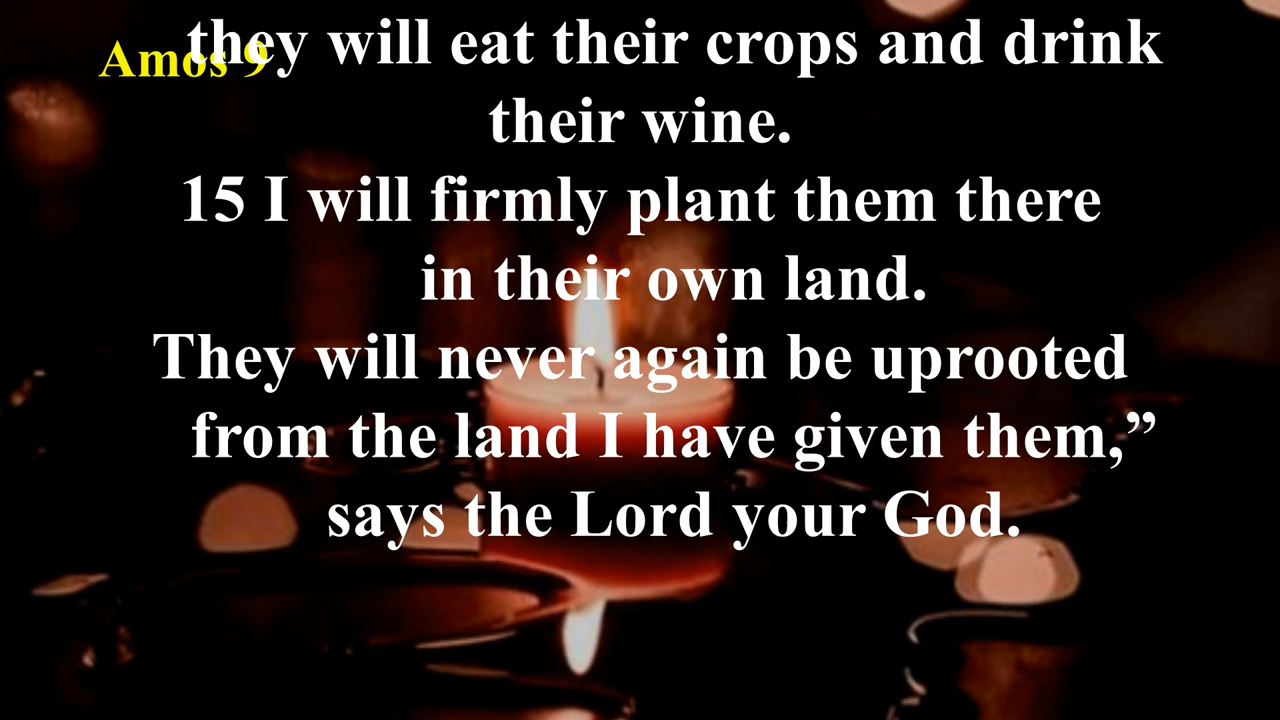 Amos 9
they will eat their crops and drink
their wine.
15 I will firmly plant them there
in their own land.
They will never again be uprooted
from the land I have given them,”
says the Lord your God.